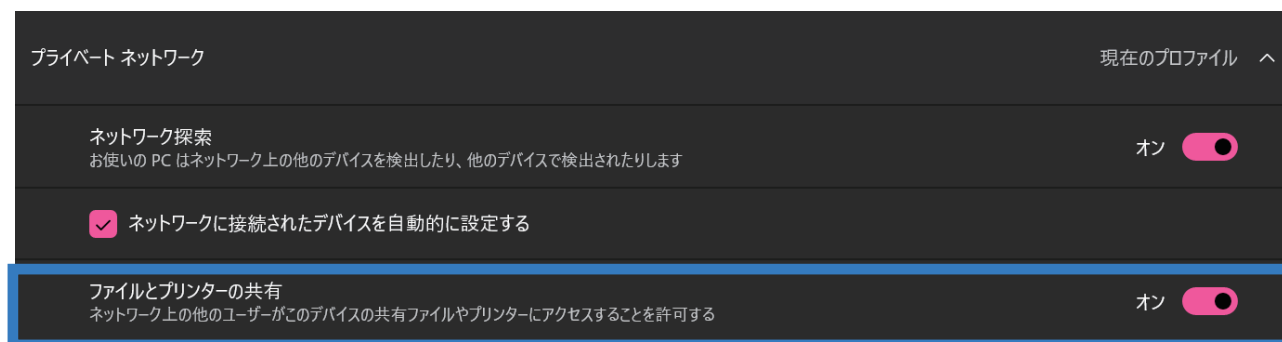 プライベート ネットワーク
現在のプロファイル
ネットワーク探索
お使いの PC はネットワーク上の他のデバイスを検出したり、他のデバイスで検出されたりします
オン
ネットワークに接続されたデバイスを自動的に設定する
ファイルとプリンターの共有
ネットワーク上の他のユーザーがこのデバイスの共有ファイルやプリンターにアクセスすることを許可する
オン